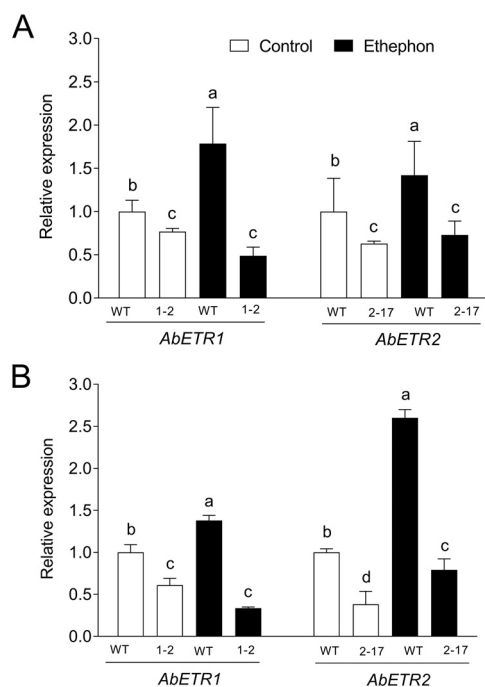 A
Control Ethephon
Relative expression
3.0
2.5
2.0
1.5
1.0
0.5
0.0
b c a c b c a c
WT 1-2 WT 1-2 WT 2-17 WT 2-17
AbETR1 AbETR2
B
Relative expression
3.0
2.5
2.0
1.5
1.0
0.5
0.0
b c a c b d a c
WT 1-2 WT 1-2 WT 2-17 WT 2-17
AbETR1 AbETR2